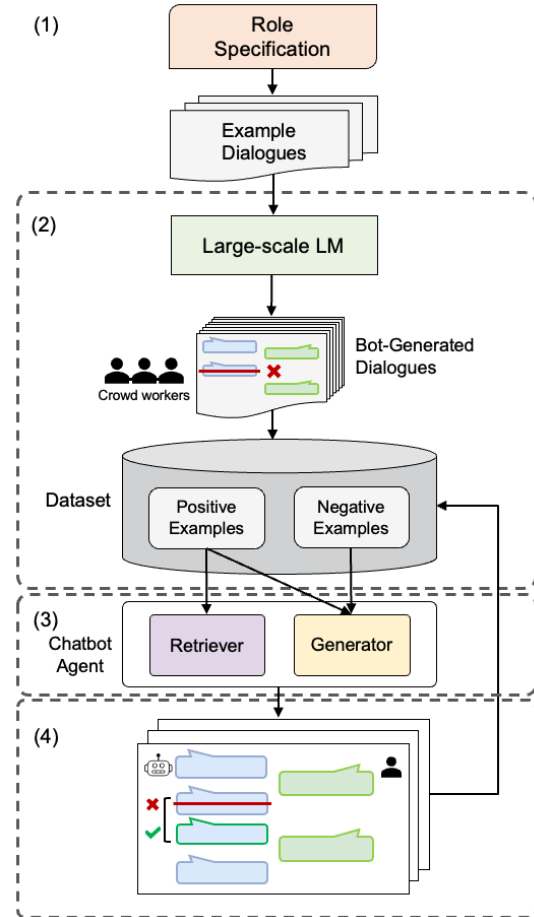 (1)
Role
Specification
Example
Dialogues
(2)
Large-scale LM
Bot-Generated
Dialogues
Crowd workers
Dataset
Positive
Examples
Negative
Examples
(3)
Chatbot
Agent
Retriever
Generator
(4)